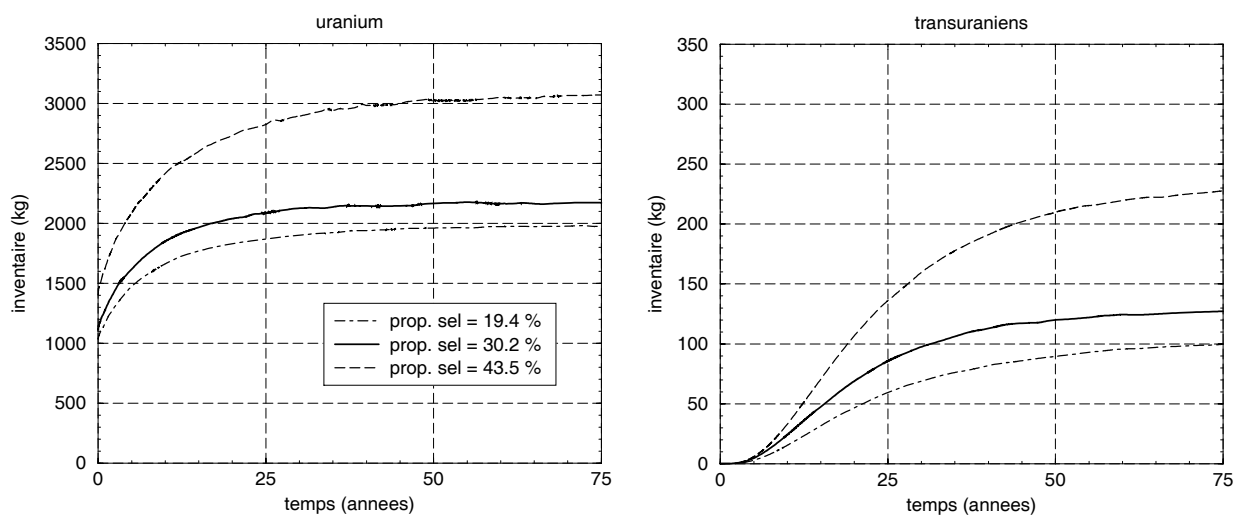 uranium
3500
3000
2500
2000
1500
1000
500
0
0 25 50 75
temps (annees)
inventaire (kg)
prop. sel = 19.4 %
prop. sel = 30.2 %
prop. sel = 43.5 %
transuraniens
350
300
250
200
150
100
50
0
0 25 50 75
temps (annees)
inventaire (kg)